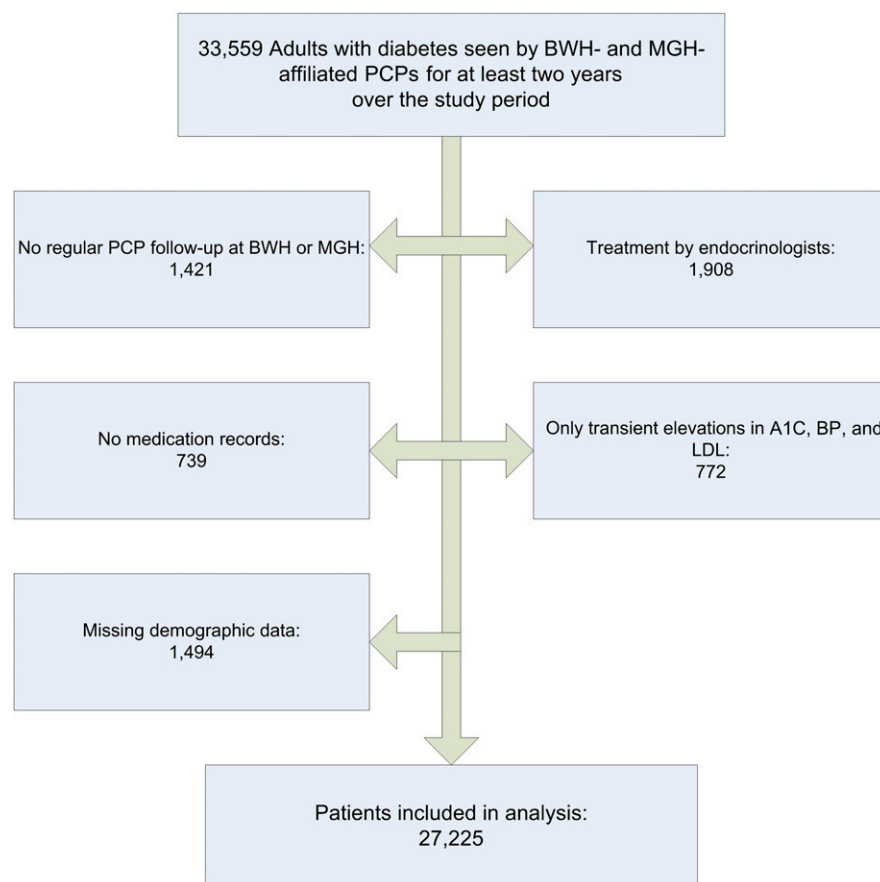 33,559 Adults with diabetes seen by BWH- and MGH-
affiliated PCPs for at least two years
over the study period
No regular PCP follow-up at BWH or MGH:
1,421
Treatment by endocrinologists:
1,908
No medication records:
739
Only transient elevations in A1C, BP, and
LDL:
772
Missing demographic data:
1,494
Patients included in analysis:
27,225